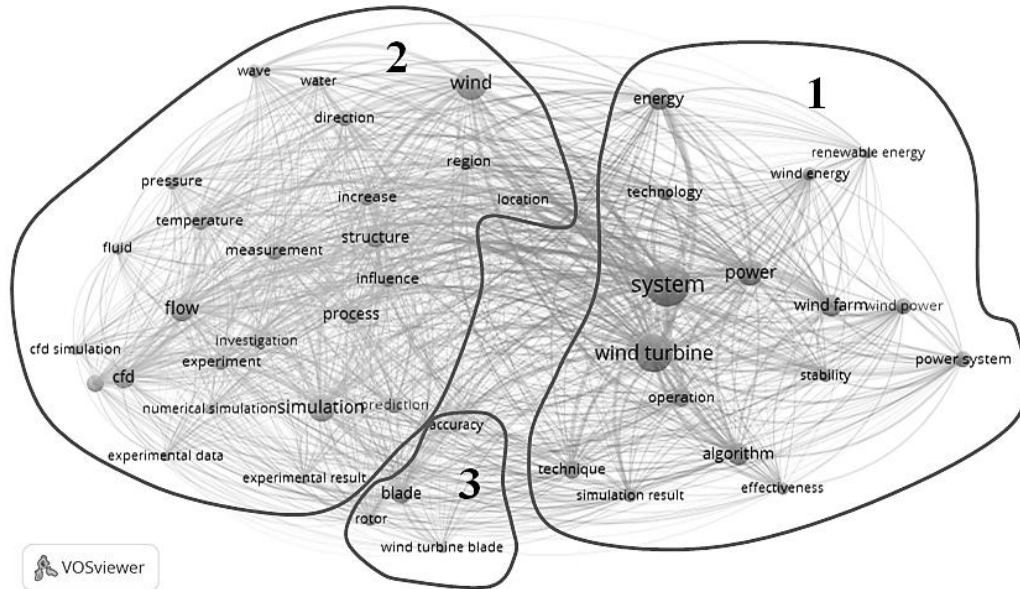 2
1
3
wave
water
wind
direction
region
pressure
increase
location
temperature
fluid
measurement
structure
influence
flow
process
cfd simulation
investigation
experiment
cfd
numerical simulation
simulation
prediction
accuracy
experimental data
experimental result
blade
rotor
wind turbine blade
energy
renewable energy
wind energy
technology
system
power
wind farm
wind power
wind turbine
stability
power system
operation
algorithm
technique
simulation result
effectiveness
VOSviewer